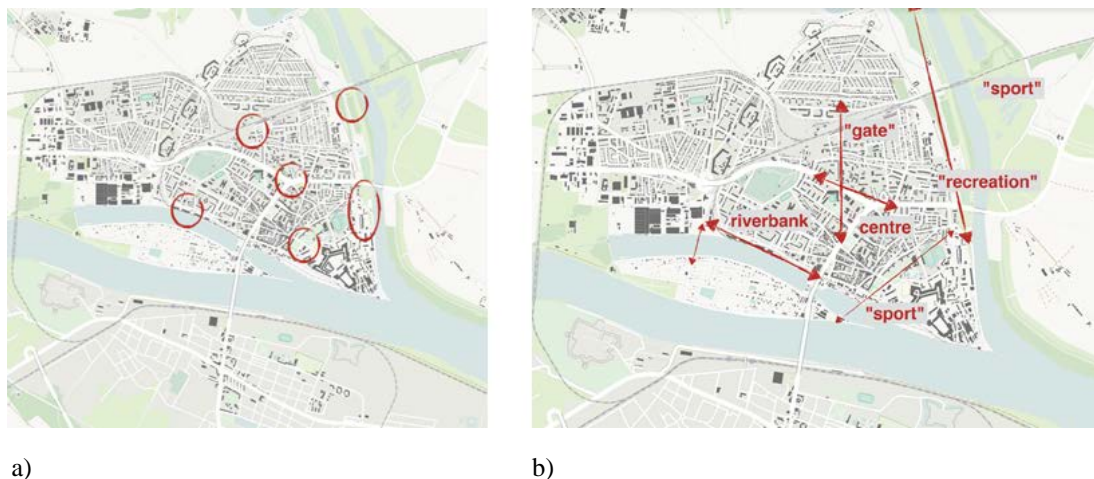 "sport"
"gate"
"recreation"
riverbank
centre
"sport"
a)
b)